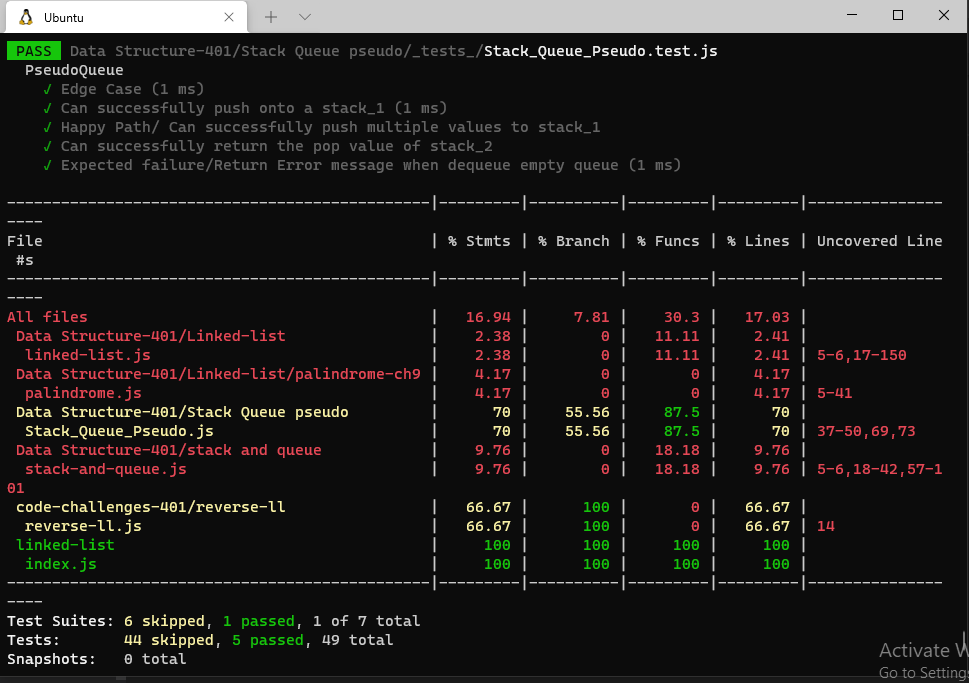 Ubuntu
PASS Data Structure-401/Stack Queue pseudo/_tests_/Stack_Queue_Pseudo.test.js
PseudoQueue
√ Edge Case (1 ms)
√ Can successfully push onto a stack_1 (1 ms)
√ Happy Path/ Can successfully push multiple values to stack_1
√ Can successfully return the pop value of stack_2
√ Expected failure/Return Error message when dequeue empty queue (1 ms)
-----------------------------------------------|---------|----------|---------|---------|---------------
----
File | % Stmts | % Branch | % Funcs | % Lines | Uncovered Line
#s
-----------------------------------------------|---------|----------|---------|---------|---------------
----
All files | 16.94 | 7.81 | 30.3 | 17.03 |
Data Structure-401/Linked-list | 2.38 | 0 | 11.11 | 2.41 |
linked-list.js | 2.38 | 0 | 11.11 | 2.41 | 5-6,17-150
Data Structure-401/Linked-list/palindrome-ch9 | 4.17 | 0 | 0 | 4.17 |
palindrome.js | 4.17 | 0 | 0 | 4.17 | 5-41
Data Structure-401/Stack Queue pseudo | 70 | 55.56 | 87.5 | 70 |
Stack_Queue_Pseudo.js | 70 | 55.56 | 87.5 | 70 | 37-50,69,73
Data Structure-401/stack and queue | 9.76 | 0 | 18.18 | 9.76 |
stack-and-queue.js | 9.76 | 0 | 18.18 | 9.76 | 5-6,18-42,57-1
01
code-challenges-401/reverse-ll | 66.67 | 100 | 0 | 66.67 |
reverse-ll.js | 66.67 | 100 | 0 | 66.67 | 14
linked-list | 100 | 100 | 100 | 100 |
index.js | 100 | 100 | 100 | 100 |
-----------------------------------------------|---------|----------|---------|---------|---------------
----
Test Suites: 6 skipped, 1 passed, 1 of 7 total
Tests: 44 skipped, 5 passed, 49 total
Snapshots: 0 total
Activate W
Go to Settings